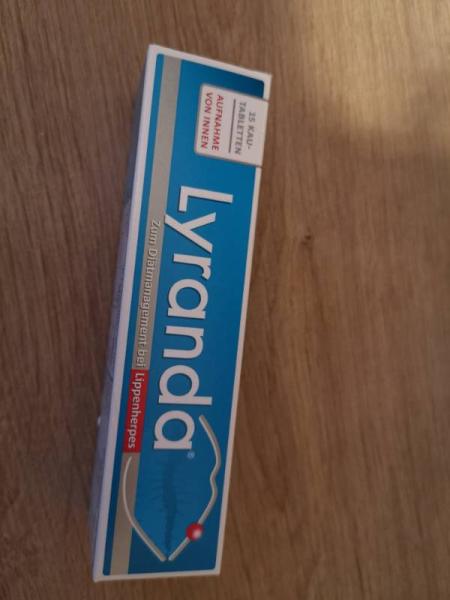 15 KAU-
TABLETTEN
AUFNAHME
VON INNEN
Lyranda®
Zum Diätmanagement bei Lippenherpes